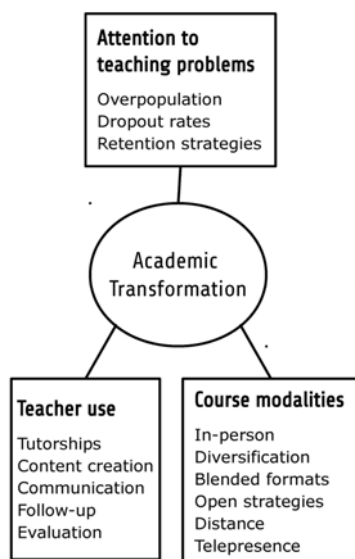 Attention to
teaching problems
Overpopulation
Dropout rates
Retention strategies
Academic
Transformation
Teacher use
Tutorships
Content creation
Communication
Follow-up
Evaluation
Course modalities
In-person
Diversification
Blended formats
Open strategies
Distance
Telepresence